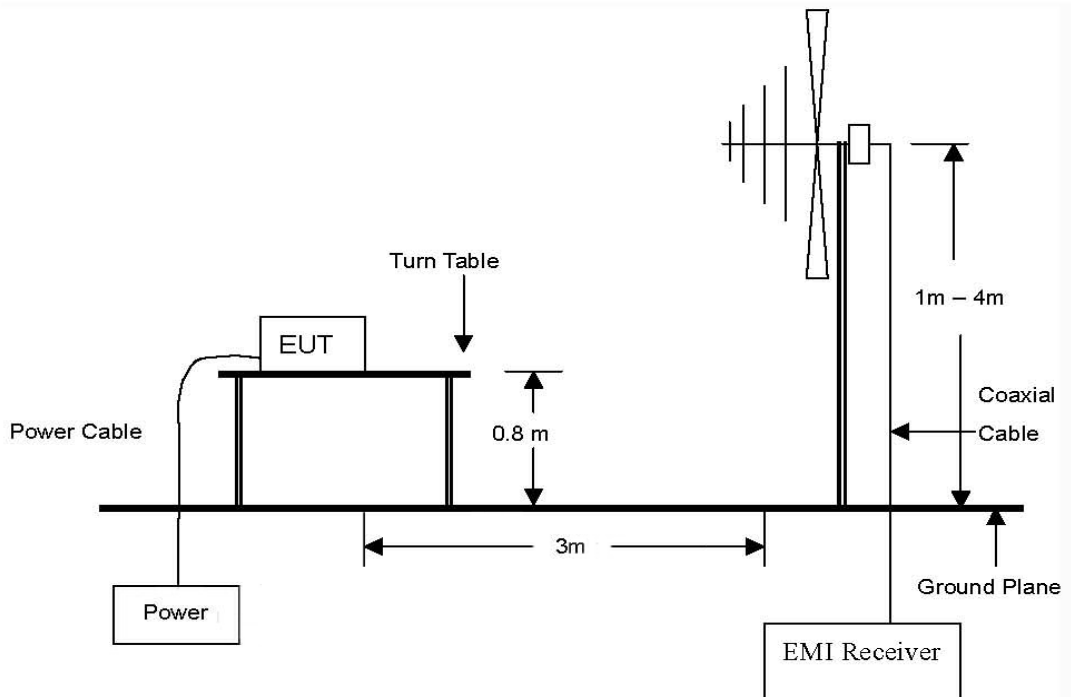 Turn Table
EUT
1m – 4m
Coaxial
Cable
Power Cable
0.8 m
3m
Ground Plane
Power
EMI Receiver